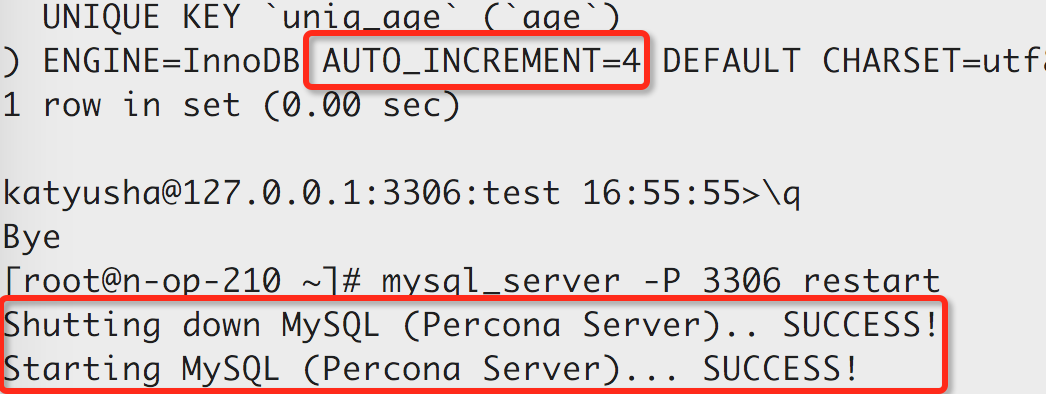 UNIQUE KEY `uniq_age` (`age`)
) ENGINE=InnoDB AUTO_INCREMENT=4 DEFAULT CHARSET=utf8
1 row in set (0.00 sec)
katyusha@127.0.0.1:3306:test 16:55:55>\q
Bye
[root@n-op-210 ~]# mysql_server -P 3306 restart
Shutting down MySQL (Percona Server).. SUCCESS!
Starting MySQL (Percona Server)... SUCCESS!